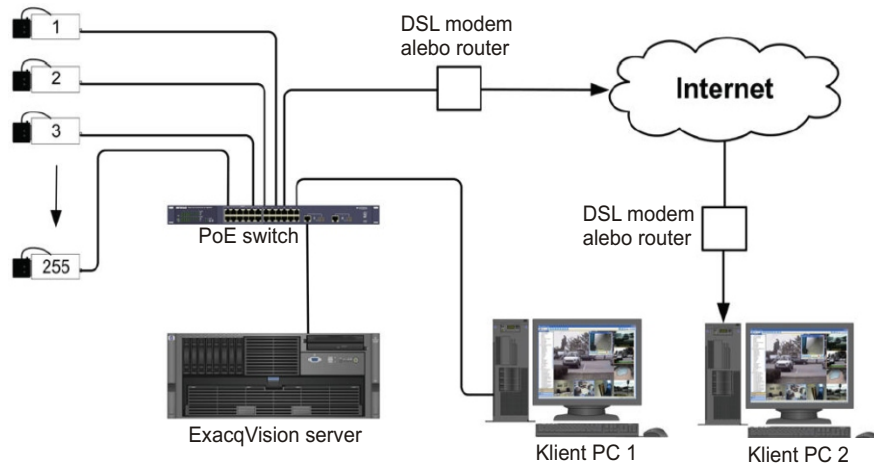 1
2
3
255
DSL modem
alebo router
Internet
DSL modem
alebo router
PoE switch
ExacqVision server
Klient PC 1
Klient PC 2